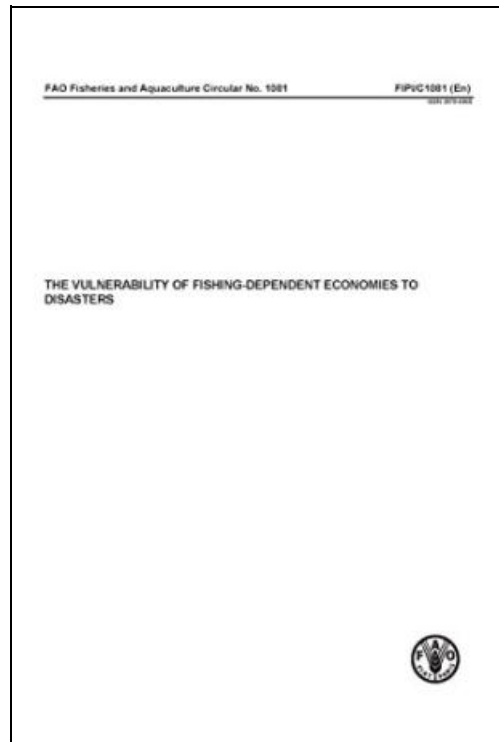 FAO Fisheries and Aquaculture Circular No. 1081
FIPI/C1081 (En)
THE VULNERABILITY OF FISHING-DEPENDENT ECONOMIES TO
DISASTERS
F A O